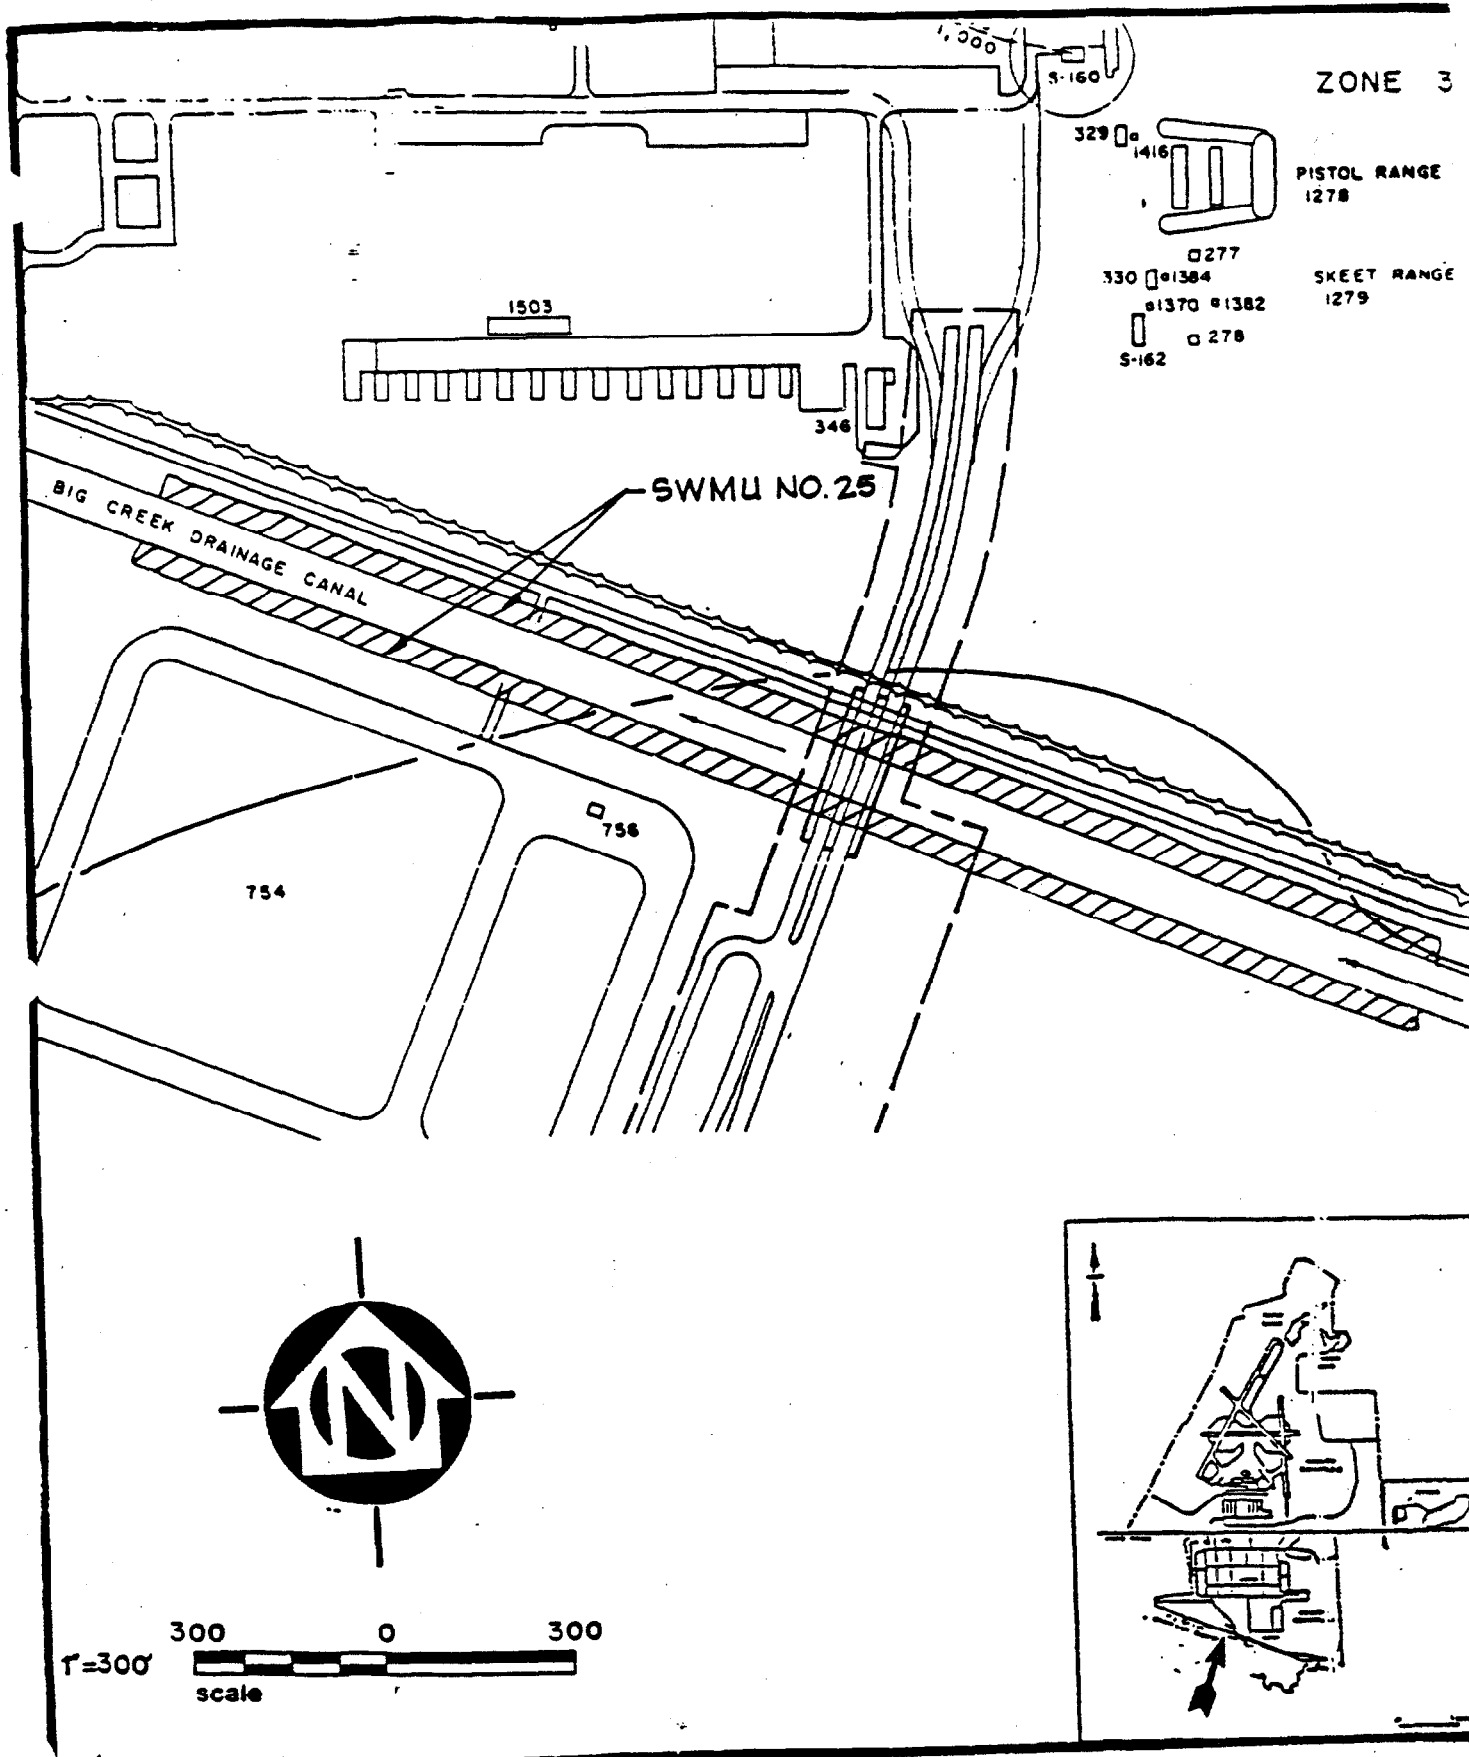 1,000
S-160
ZONE 3
329
1416
PISTOL RANGE
1278
277
330
1384
SKEET RANGE
1279
1370
1382
278
S-162
1503
346
SWMU NO. 25
BIG CREEK DRAINAGE CANAL
756
754
N
300 0 300
1"=300'
scale